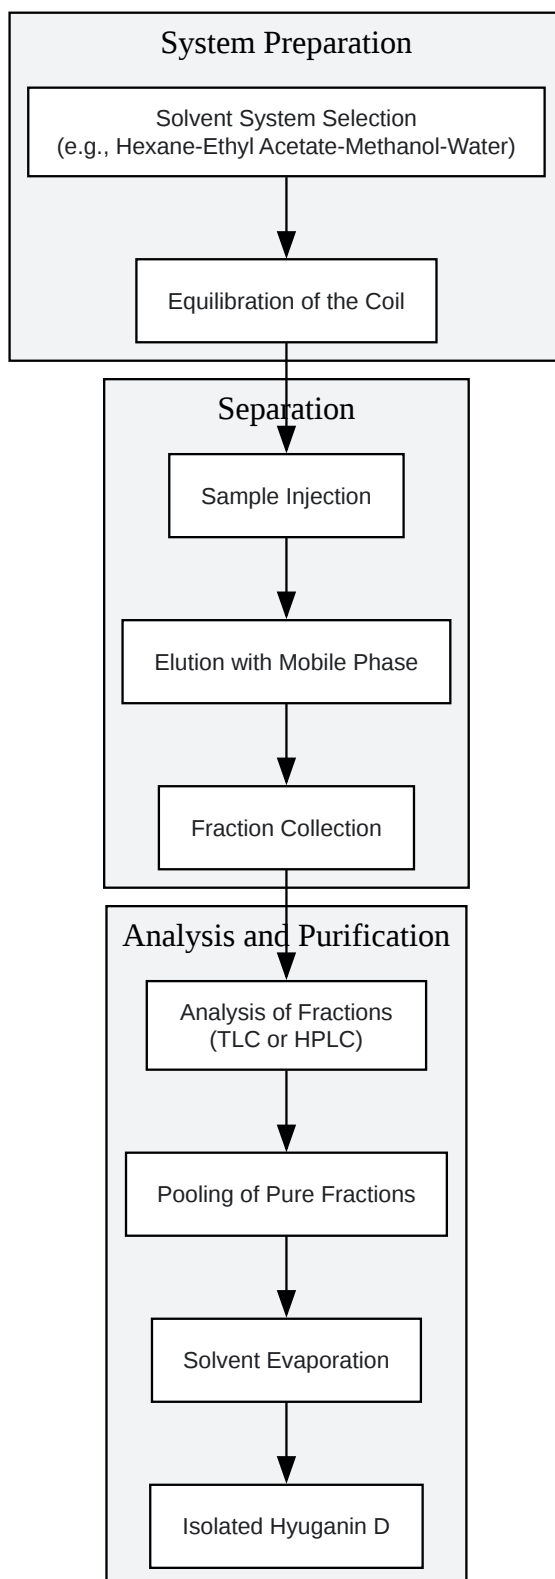 System Preparation
Solvent System Selection
(e.g., Hexane-Ethyl Acetate-Methanol-Water)
Equilibration of the Coil
Separation
Sample Injection
Elution with Mobile Phase
Fraction Collection
Analysis and Purification
Analysis of Fractions
(TLC or HPLC)
Pooling of Pure Fractions
Solvent Evaporation
Isolated Hyuganin D